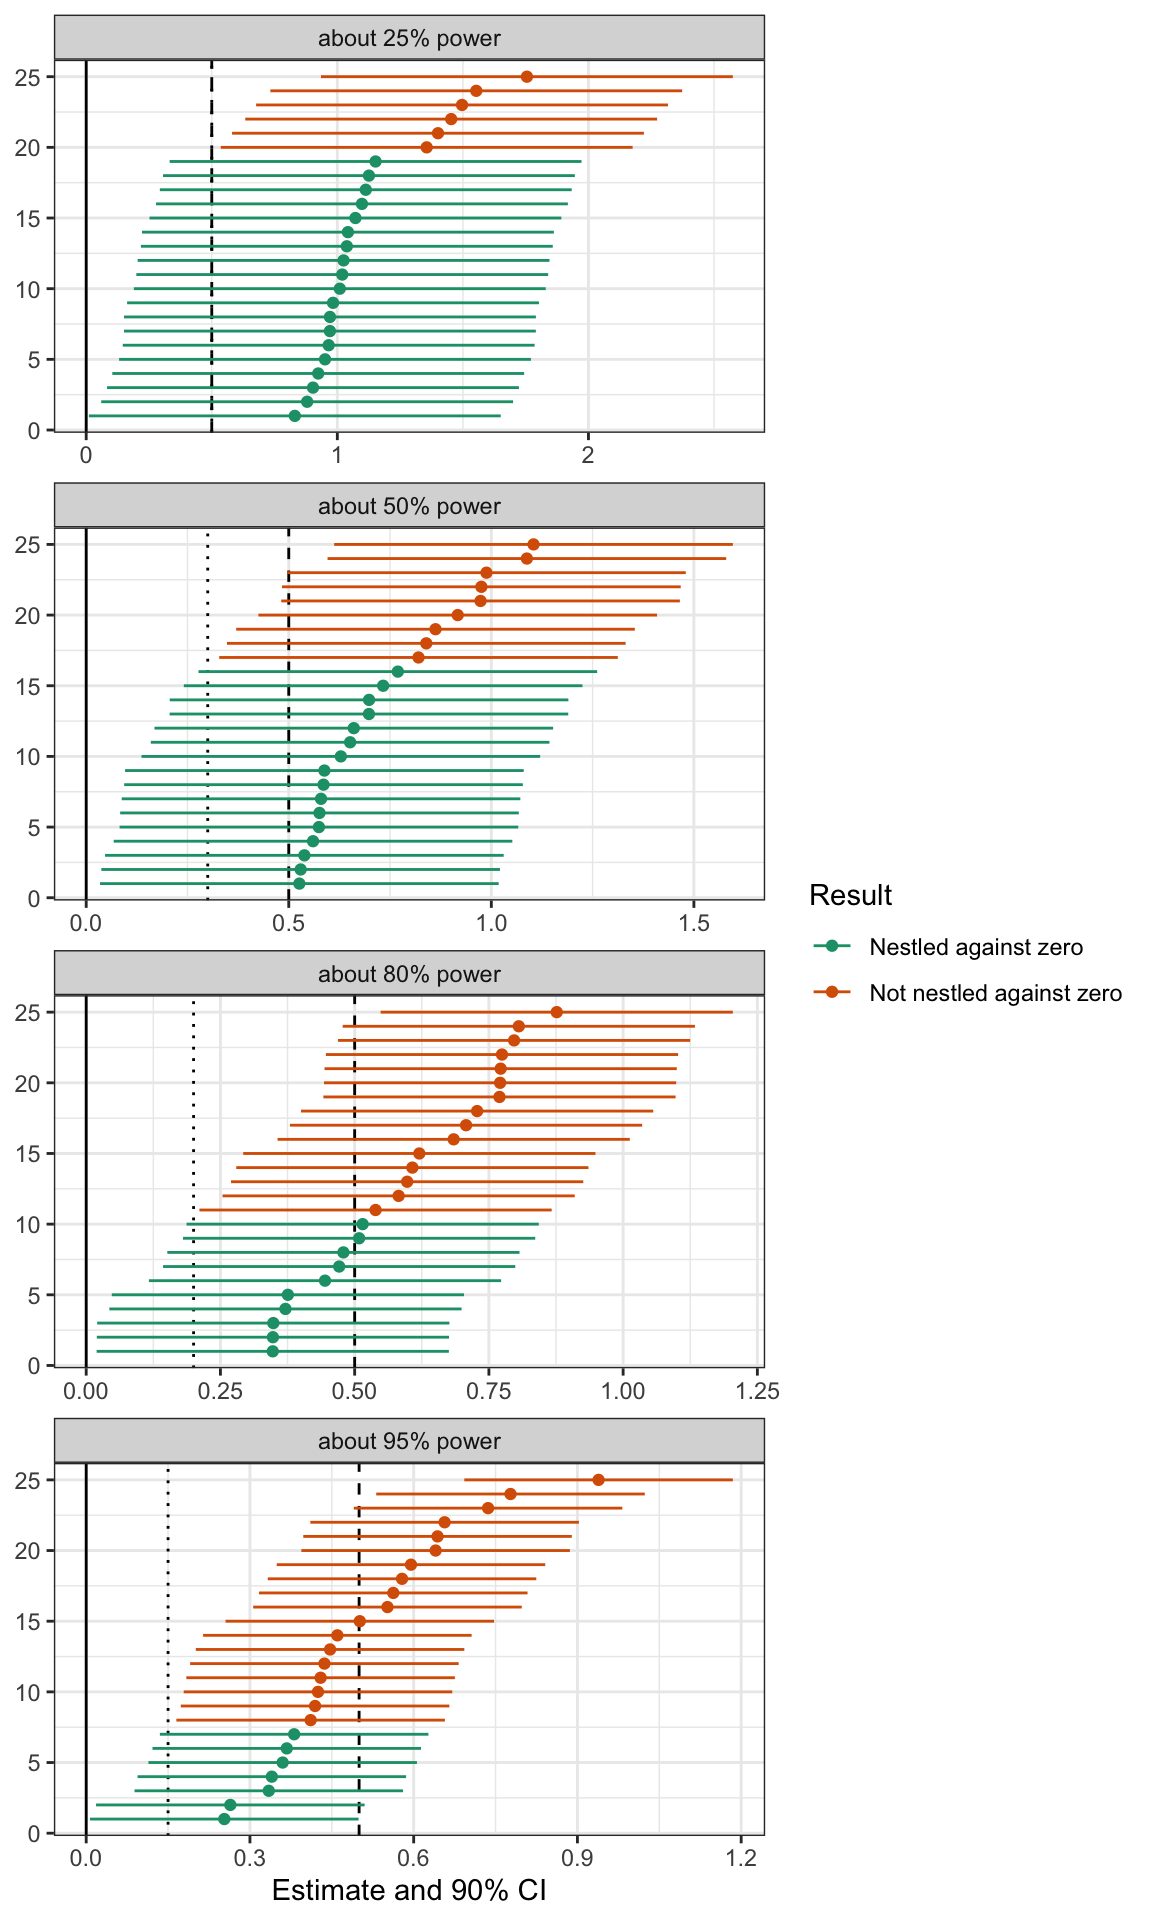 about 25% power
25
20
15
10
5
0
0 1 2
about 50% power
25
20
15
10
5
0
0.0 0.5 1.0 1.5
Result
Nestled against zero
Not nestled against zero
about 80% power
25
20
15
10
5
0
0.00 0.25 0.50 0.75 1.00 1.25
about 95% power
25
20
15
10
5
0
0.0 0.3 0.6 0.9 1.2
Estimate and 90% CI